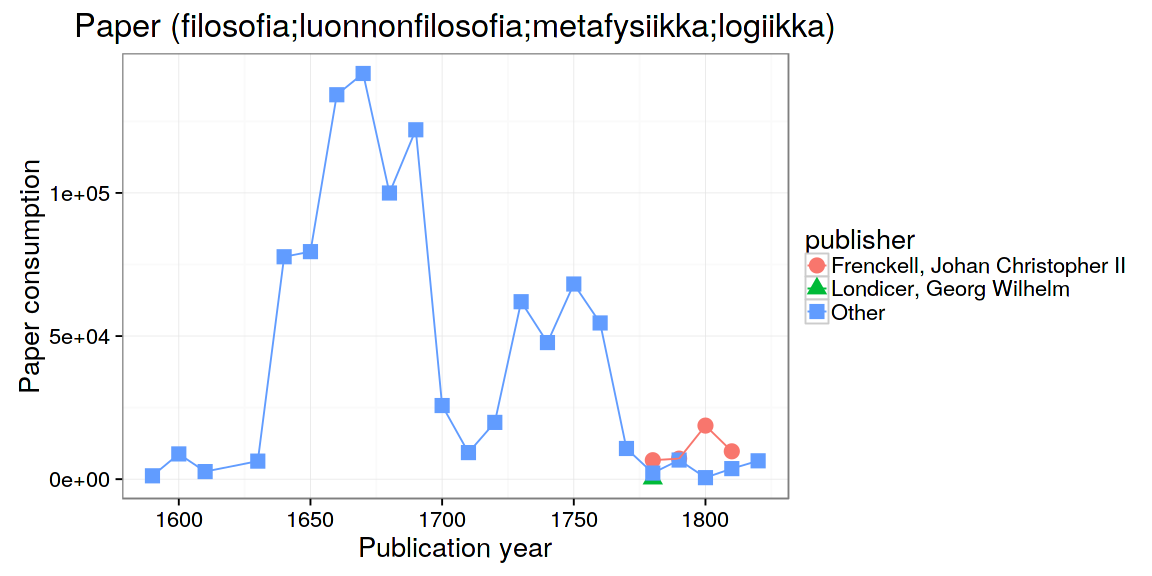 Paper (filosofia;luonnonfilosofia;metafysiikka;logiikka)
Paper consumption
1e+05
5e+04
0e+00
1600 1650 1700 1750 1800
Publication year
publisher
Frenckell, Johan Christopher II
Londicer, Georg Wilhelm
Other